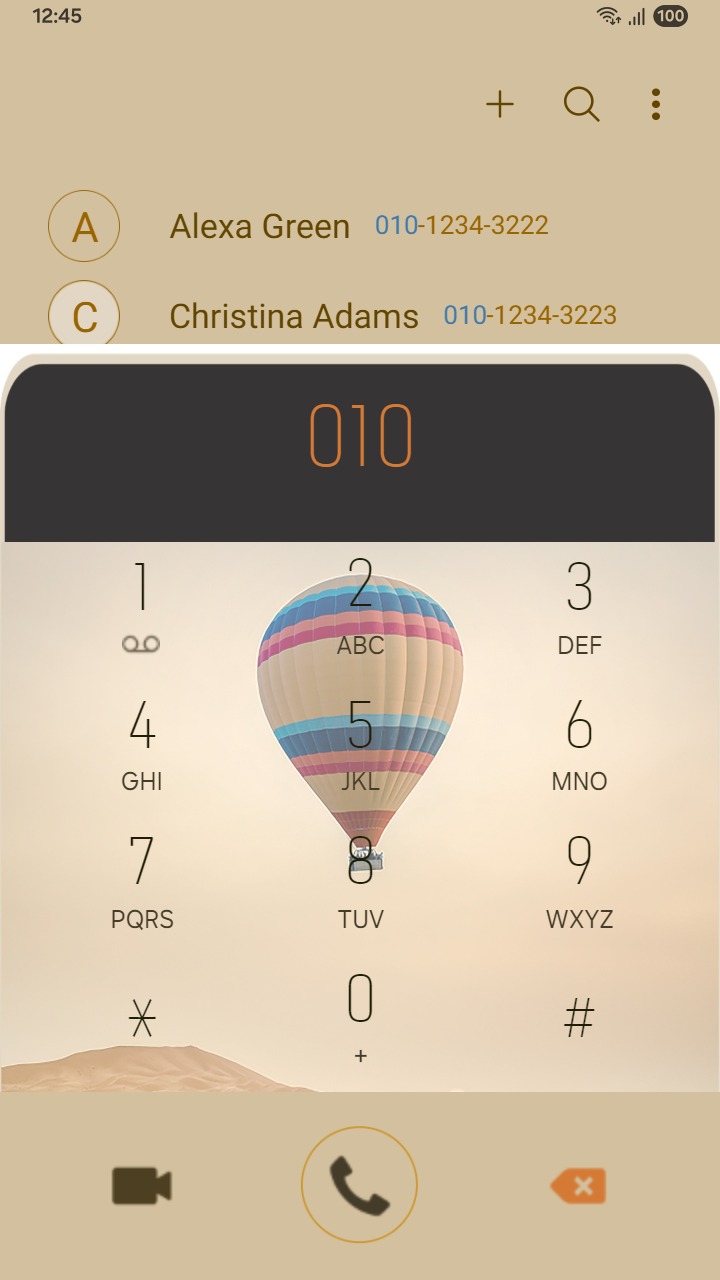 12:45 100
A Alexa Green 010-1234-3222
C Christina Adams 010-1234-3223
010
1 2 3
ABC DEF
4 5 6
GHI JKL MNO
7 8 9
PQRS TUV WXYZ
* 0 #
+